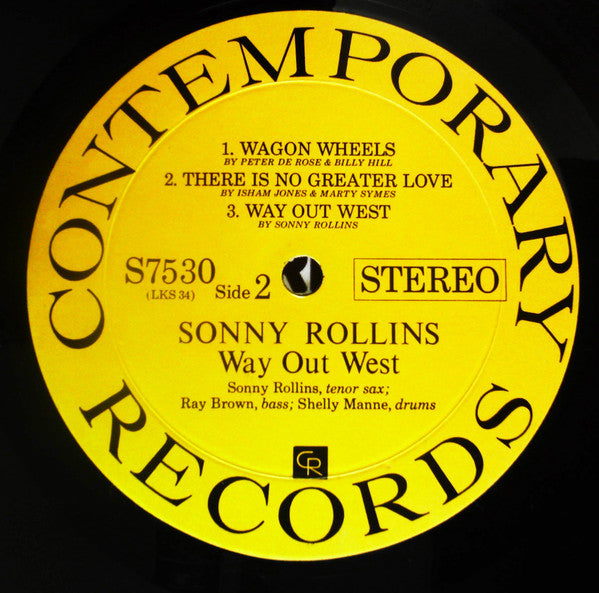 CONTEMPORARY
1. WAGON WHEELS
BY PETER DE ROSE & BILLY HILL
2. THERE IS NO GREATER LOVE
BY ISHAM JONES & MARTY SYMES
3. WAY OUT WEST
BY SONNY ROLLINS
S7530
(LKS 34)
Side 2
STEREO
SONNY ROLLINS
Way Out West
Sonny Rollins, tenor sax;
Ray Brown, bass; Shelly Manne, drums
CR
RECORDS